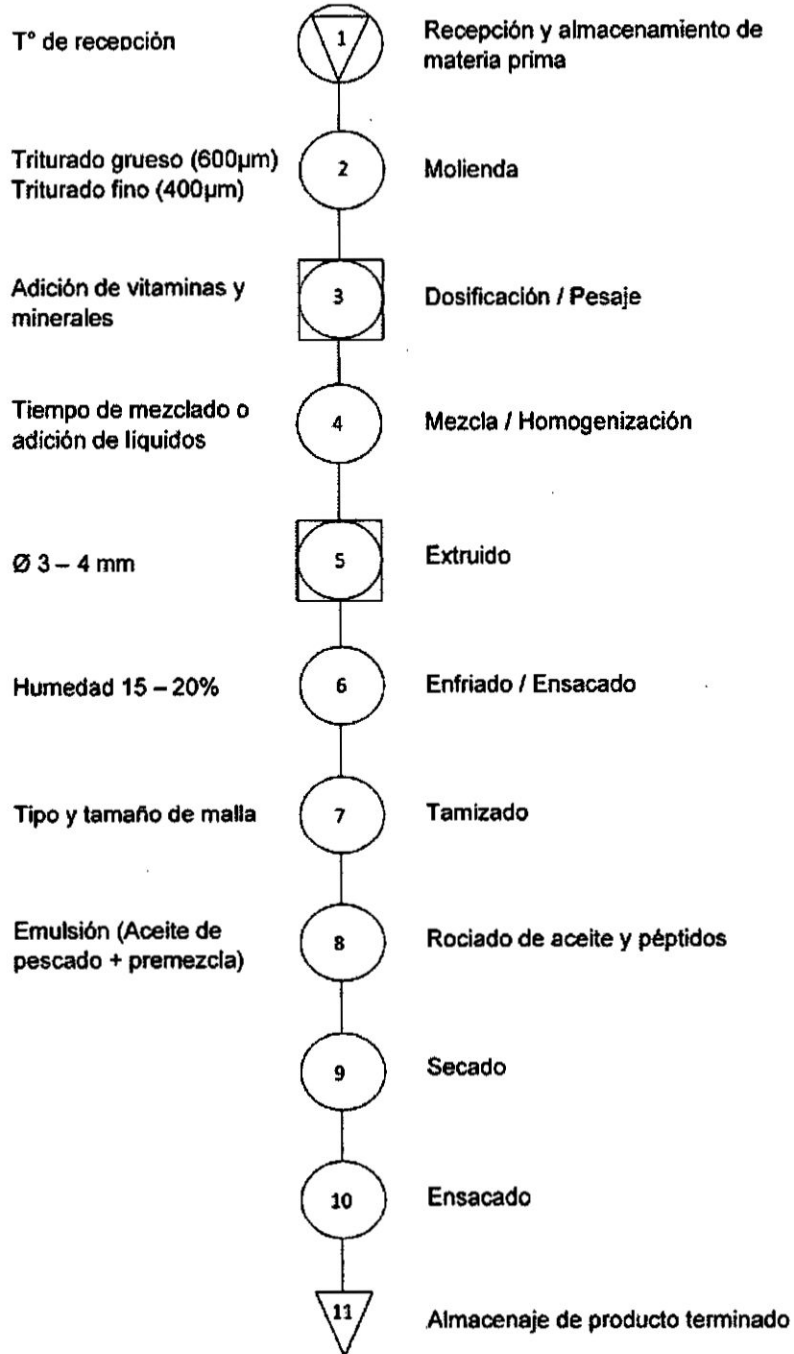 T° de recepción
1
Recepción y almacenamiento de
materia prima
Triturado grueso (600µm)
Triturado fino (400µm)
2
Molienda
Adición de vitaminas y
minerales
3
Dosificación / Pesaje
Tiempo de mezclado o
adición de líquidos
4
Mezcla / Homogenización
Ø 3 – 4 mm
5
Extruido
Humedad 15 – 20%
6
Enfriado / Ensacado
Tipo y tamaño de malla
7
Tamizado
Emulsión (Aceite de
pescado + premezcla)
8
Rociado de aceite y péptidos
9
Secado
10
Ensacado
11
Almacenaje de producto terminado